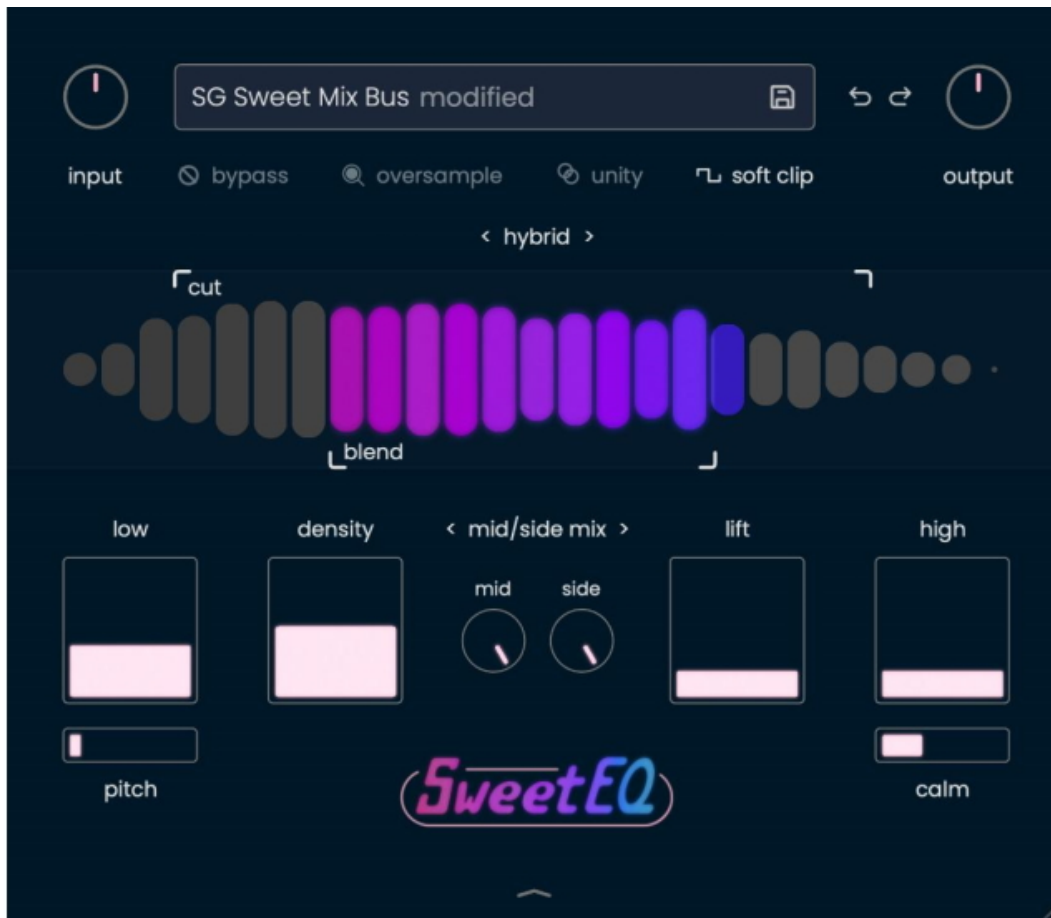 SG Sweet Mix Bus modified
input bypass oversample unity soft clip output
< hybrid >
cut
blend
low density < mid/side mix > lift high
mid side
pitch calm
SweetEQ